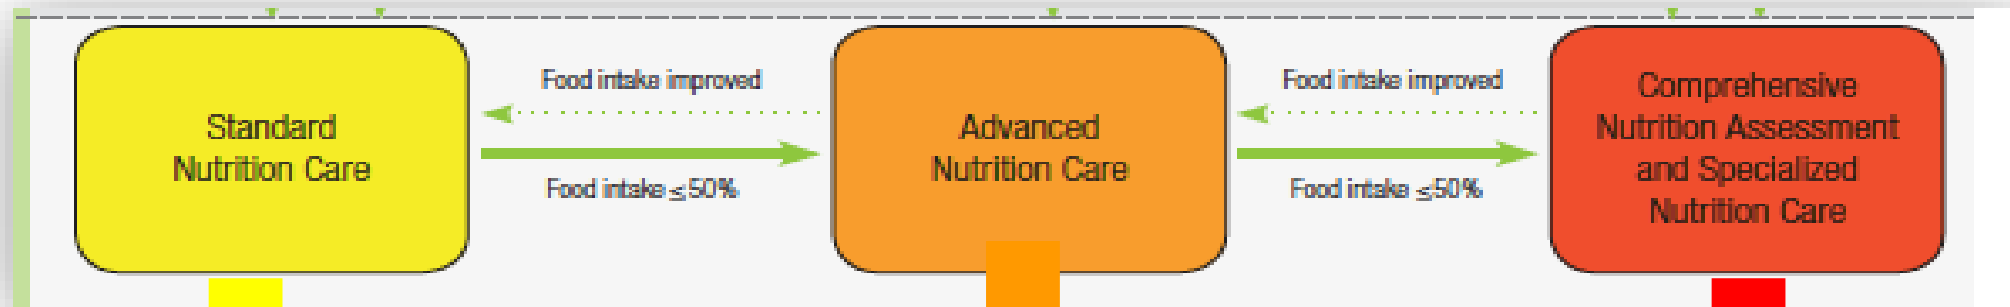 Standard
Nutrition Care
Food intake improved
Food intake ≤50%
Advanced
Nutrition Care
Food intake improved
Food intake ≤50%
Comprehensive
Nutrition Assessment
and Specialized
Nutrition Care